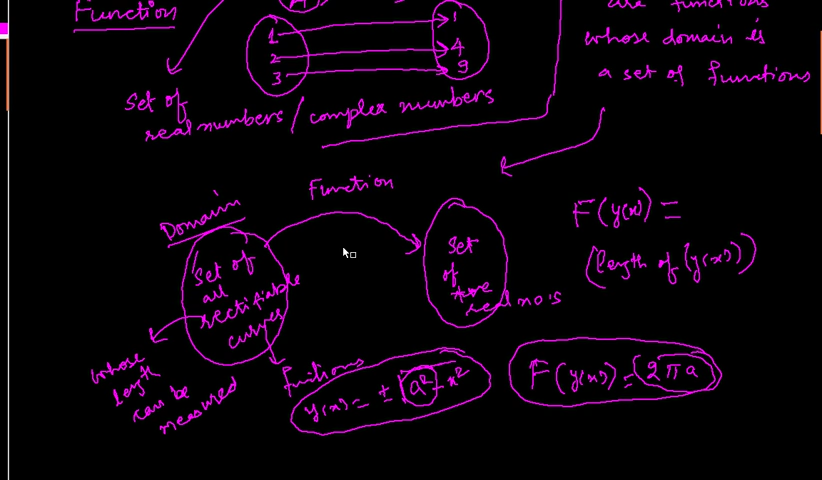 Function
are functions
whose domain is
a set of functions
1
2
3
1
4
9
Set of
real numbers / complex numbers
Function
Domain
Set of
all
rectifiable
curves
Set
of
+ve
real no's
F(y(x)) =
(length of (y(x)))
whose
length
can be
measured
functions
y(x) = ± √a² - x²
F(y(x)) = 2πa